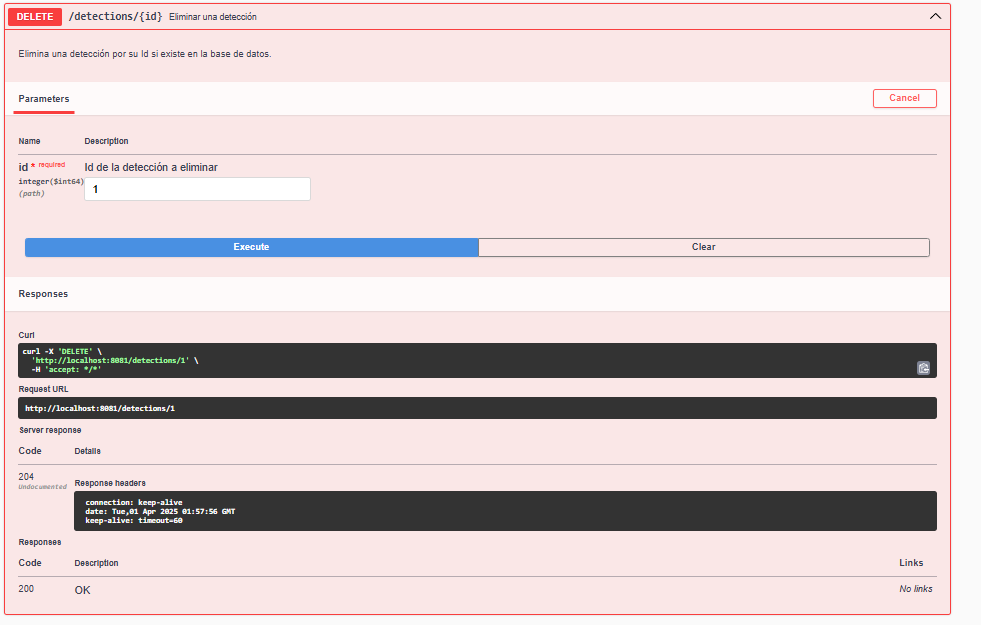 DELETE /detections/{id} Eliminar una detección
Elimina una detección por su Id si existe en la base de datos.
Parameters
Cancel
Name Description
id * required Id de la detección a eliminar
integer($int64)
(path)
1
Execute Clear
Responses
Curl
curl -X 'DELETE' \
'http://localhost:8081/detections/1' \
-H 'accept: */*'
Request URL
http://localhost:8081/detections/1
Server response
Code Details
204
Undocumented
Response headers
connection: keep-alive
date: Tue,01 Apr 2025 01:57:56 GMT
keep-alive: timeout=60
Responses
Code Description Links
200 OK No links